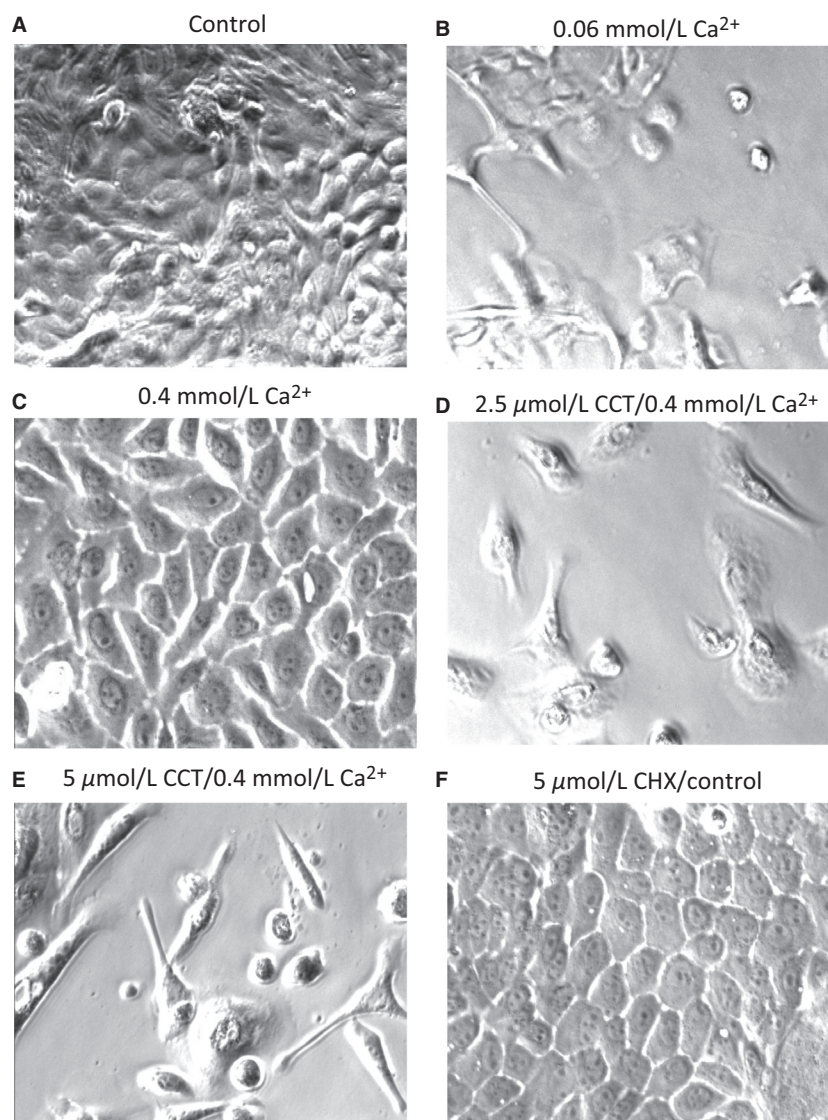 A Control
B 0.06 mmol/L Ca2+
C 0.4 mmol/L Ca2+
D 2.5 μmol/L CCT/0.4 mmol/L Ca2+
E 5 μmol/L CCT/0.4 mmol/L Ca2+
F 5 μmol/L CHX/control